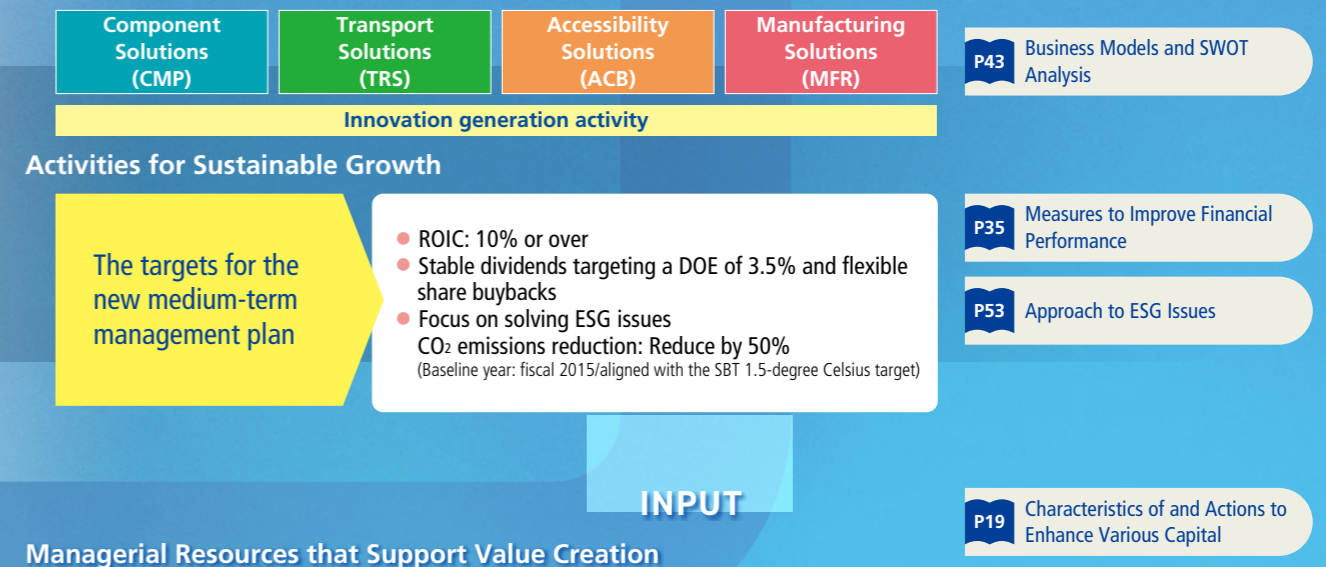 Component
Solutions
(CMP)
Transport
Solutions
(TRS)
Accessibility
Solutions
(ACB)
Manufacturing
Solutions
(MFR)
P43
Business Models and SWOT
Analysis
Innovation generation activity
Activities for Sustainable Growth
The targets for the
new medium-term
management plan
● ROIC: 10% or over
● Stable dividends targeting a DOE of 3.5% and flexible
share buybacks
● Focus on solving ESG issues
CO₂ emissions reduction: Reduce by 50%
(Baseline year: fiscal 2015/aligned with the SBT 1.5-degree Celsius target)
P35
Measures to Improve Financial
Performance
P53
Approach to ESG Issues
INPUT
P19
Characteristics of and Actions to
Enhance Various Capital
Managerial Resources that Support Value Creation